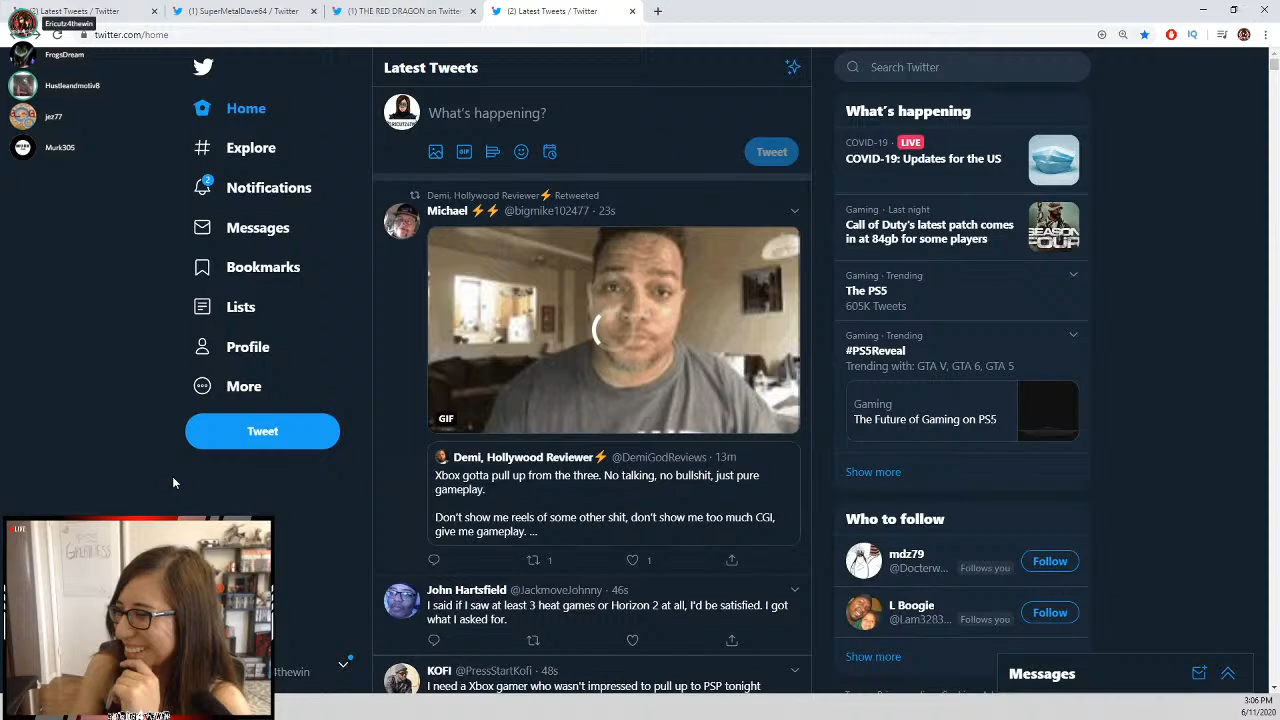 (2) Latest Tweets / Twitter
(1) SuperMetalDave64 / Twitter
(1) THE RED DRAGON on Twitter
(2) Latest Tweets / Twitter
Ericutz4thewin
twitter.com/home
FrogsDream
Hustleandmotiv8
jez77
Murk305
Home
Explore
2
Notifications
Messages
Bookmarks
Lists
Profile
More
Tweet
4thewin
LIVE
GREATNESS
Latest Tweets
What's happening?
GIF
Tweet
Demi, Hollywood Reviewer⚡ Retweeted
Michael ⚡⚡ @bigmike102477 · 23s
GIF
Demi, Hollywood Reviewer⚡ @DemiGodReviews · 13m
Xbox gotta pull up from the three. No talking, no bullshit, just pure
gameplay.
Don't show me reels of some other shit, don't show me too much CGI,
give me gameplay. ...
1
1
John Hartsfield @JackmoveJohnny · 46s
I said if I saw at least 3 heat games or Horizon 2 at all, I'd be satisfied. I got
what I asked for.
KOFI @PressStartKofi · 48s
I need a Xbox gamer who wasn't impressed to pull up to PSP tonight
Search Twitter
What's happening
COVID-19 · LIVE
COVID-19: Updates for the US
Gaming · Last night
Call of Duty's latest patch comes
in at 84gb for some players
Gaming · Trending
The PS5
605K Tweets
Gaming · Trending
#PS5Reveal
Trending with: GTA V, GTA 6, GTA 5
Gaming
The Future of Gaming on PS5
Show more
Who to follow
mdz79
@Docterw... Follows you
Follow
L Boogie
@Lam3283... Follows you
Follow
Show more
Messages
IQ
3:06 PM
6/11/2020